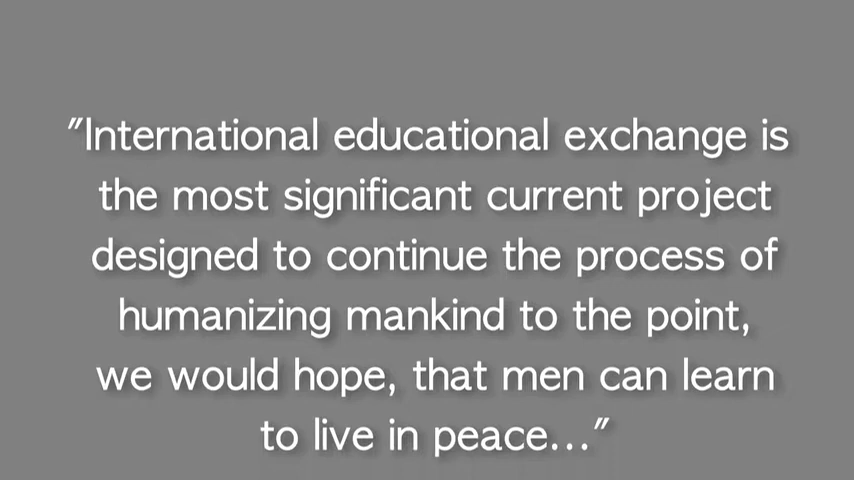 "International educational exchange is
the most significant current project
designed to continue the process of
humanizing mankind to the point,
we would hope, that men can learn
to live in peace..."